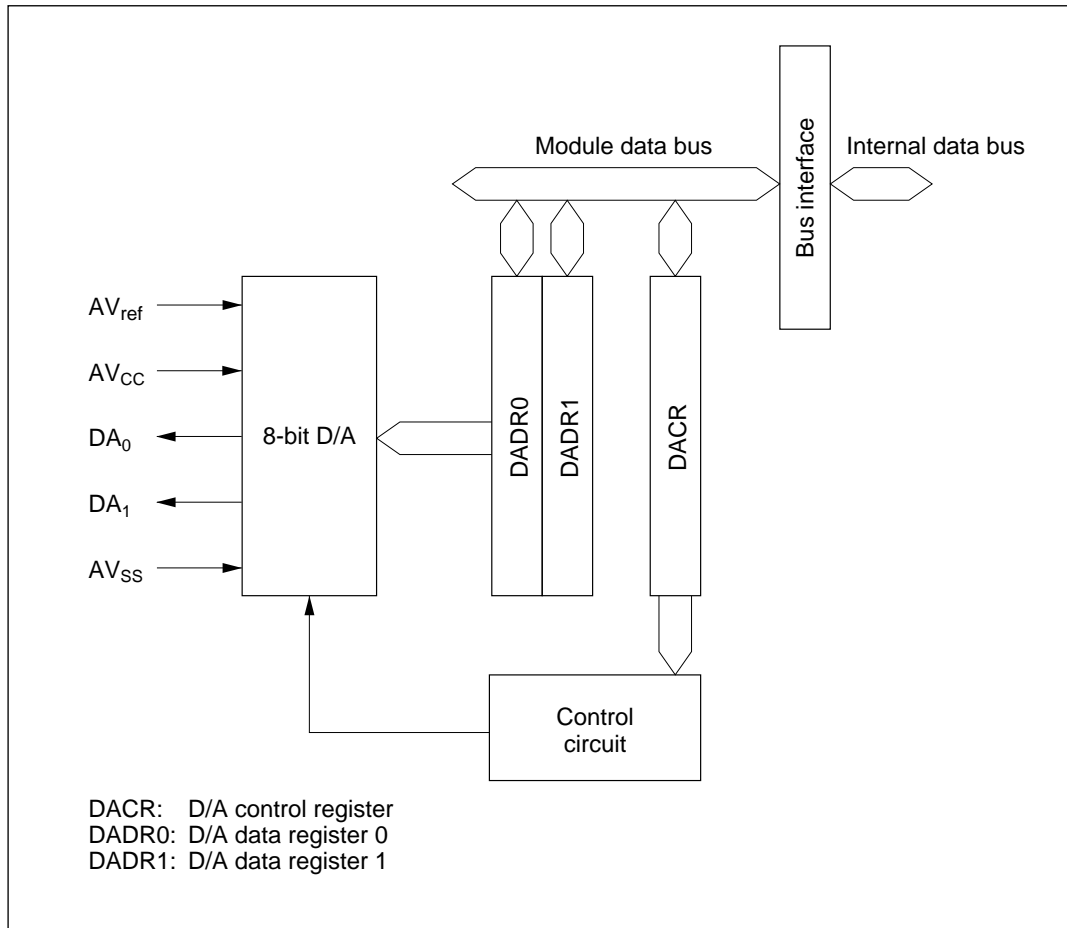 Module data bus
Internal data bus
Bus interface
AVref
AVCC
DA0
DA1
AVSS
8-bit D/A
DADR0
DADR1
DACR
Control
circuit
DACR: D/A control register
DADR0: D/A data register 0
DADR1: D/A data register 1